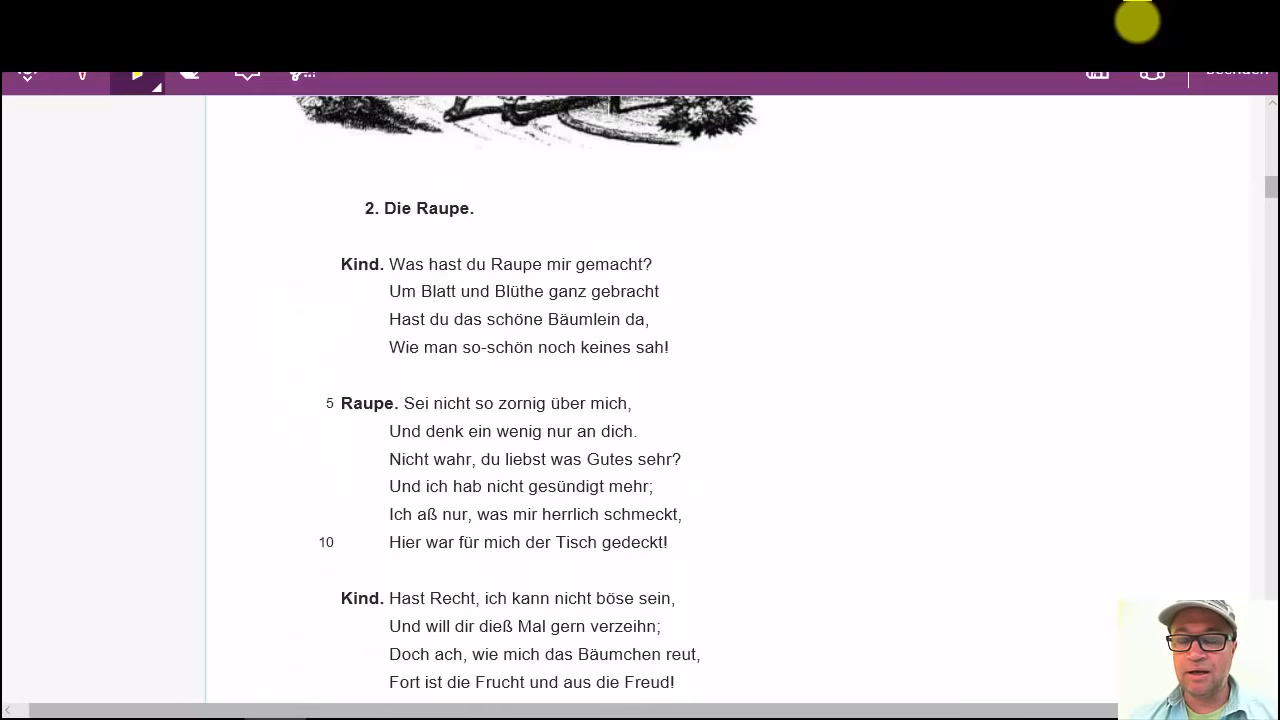 2. Die Raupe.
Kind. Was hast du Raupe mir gemacht?
Um Blatt und Blüthe ganz gebracht
Hast du das schöne Bäumlein da,
Wie man so-schön noch keines sah!
5 Raupe. Sei nicht so zornig über mich,
Und denk ein wenig nur an dich.
Nicht wahr, du liebst was Gutes sehr?
Und ich hab nicht gesündigt mehr;
Ich aß nur, was mir herrlich schmeckt,
10 Hier war für mich der Tisch gedeckt!
Kind. Hast Recht, ich kann nicht böse sein,
Und will dir dieß Mal gern verzeihn;
Doch ach, wie mich das Bäumchen reut,
Fort ist die Frucht und aus die Freud!